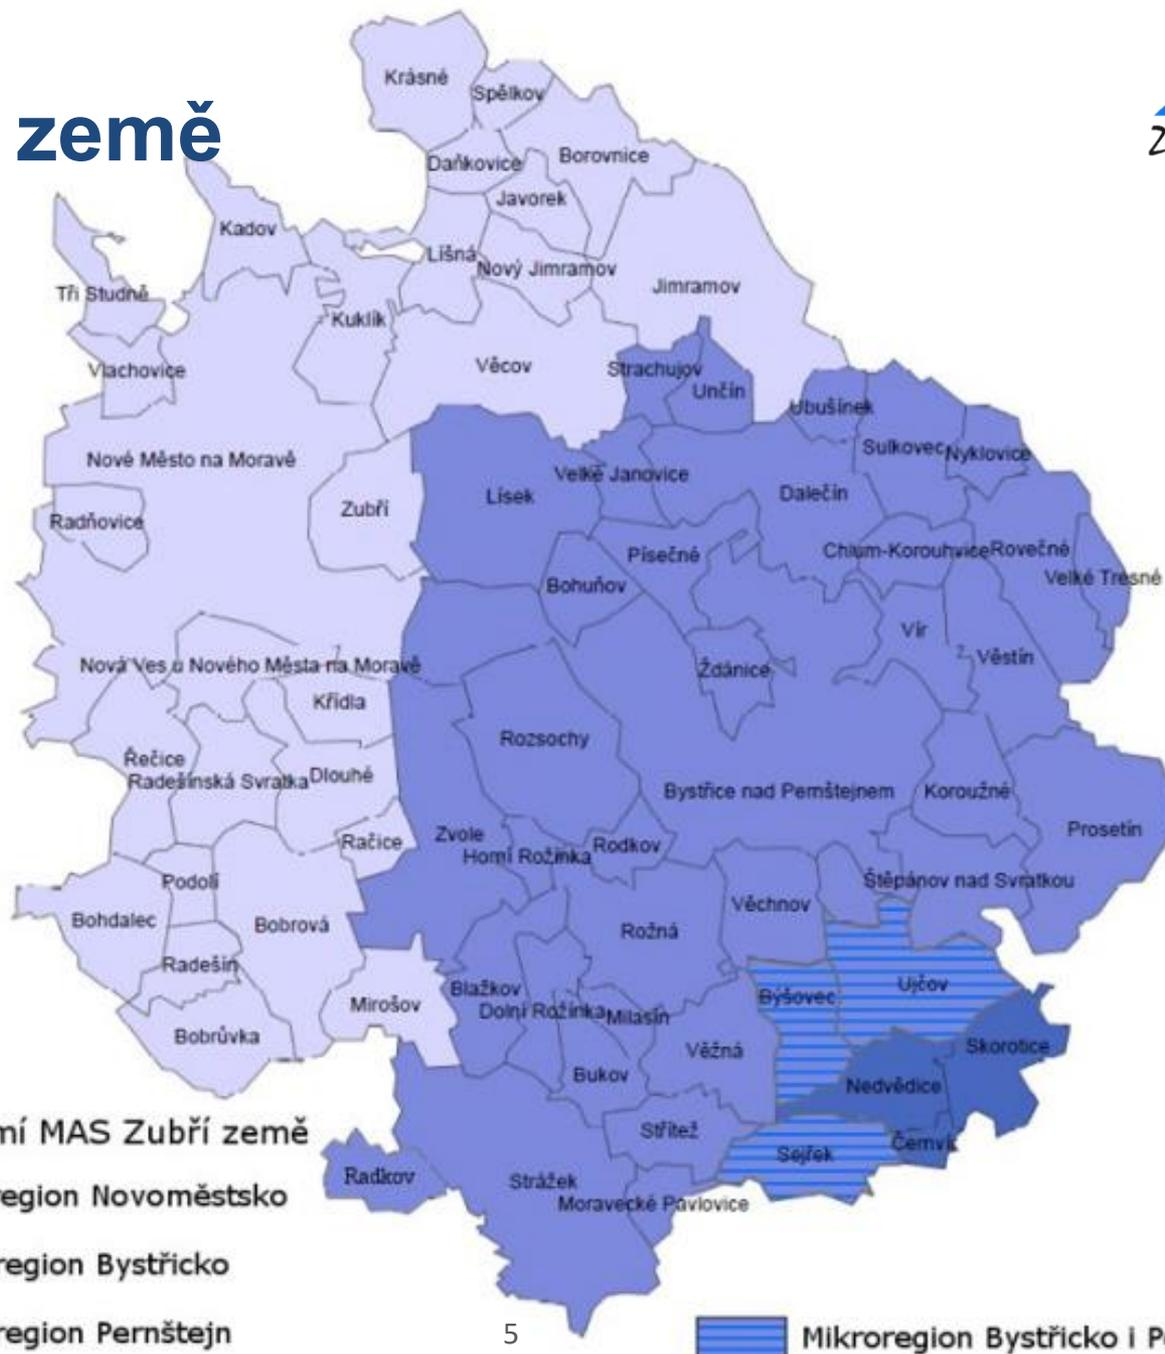 Krásné
Spělkov
země
Daňkovice
Borovnice
Javorek
Kadov
Líšná
Nový Jimramov
Jimramov
Tři Studně
Kuklík
Vlachovice
Věcov
Strachujov
Unčín
Ubušínek
Nové Město na Moravě
Sulkovec
Nyklovice
Velké Janovice
Lísek
Dalečín
Zubří
Radňovice
Písečné
Chlum-Korouhvice
Rovečné
Velké Tresné
Bohuňov
Vír
Věstín
Nová Ves u Nového Města na Moravě
Ždánice
Křídla
Rozsochy
Řečice
Radešínská Svratka
Dlouhé
Bystřice nad Pernštejnem
Koroužné
Prosetín
Zvole
Račice
Horní Rožínka
Rodkov
Podolí
Štěpánov nad Svratkou
Věchnov
Bohdalec
Bobrová
Rožná
Radešín
Ujčov
Blažkov
Býšovec
Mirošov
Dolní Rožínka
Milasín
Bobrůvka
Věžná
Skorotice
Bukov
Nedvědice
Střítež
mí MAS Zubří země
Sejřek
Radkov
Strážek
region Novoměstsko
Moravecké Pavlovice
region Bystřicko
region Pernštejn
5
Mikroregion Bystřicko i